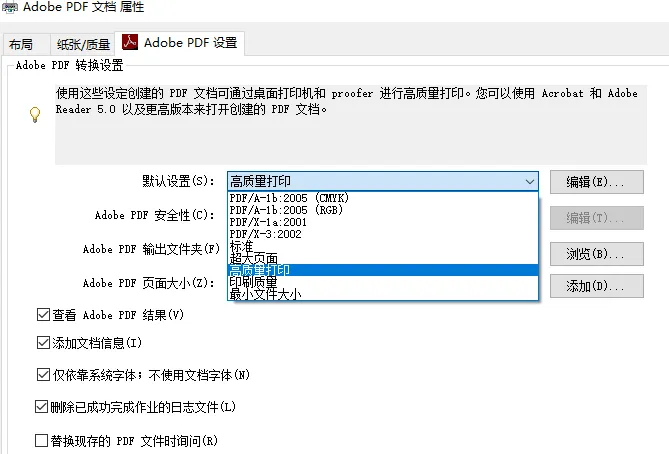 Adobe PDF 文档 属性
布局 纸张/质量 Adobe PDF 设置
Adobe PDF 转换设置
使用这些设定创建的 PDF 文档可通过桌面打印机和 proofer 进行高质量打印。您可以使用 Acrobat 和 Adobe
Reader 5.0 以及更高版本来打开创建的 PDF 文档。
默认设置(S): 高质量打印 编辑(E)...
PDF/A-1b:2005 (CMYK)
PDF/A-1b:2005 (RGB)
Adobe PDF 安全性(C): PDF/X-1a:2001 编辑(T)...
PDF/X-3:2002
Adobe PDF 输出文件夹(F) 标准 浏览(B)...
超大页面
高质量打印
Adobe PDF 页面大小(Z): 印刷质量 添加(D)...
最小文件大小
查看 Adobe PDF 结果(V)
添加文档信息(I)
仅依靠系统字体; 不使用文档字体(N)
删除已成功完成作业的日志文件(L)
替换现存的 PDF 文件时询问(R)